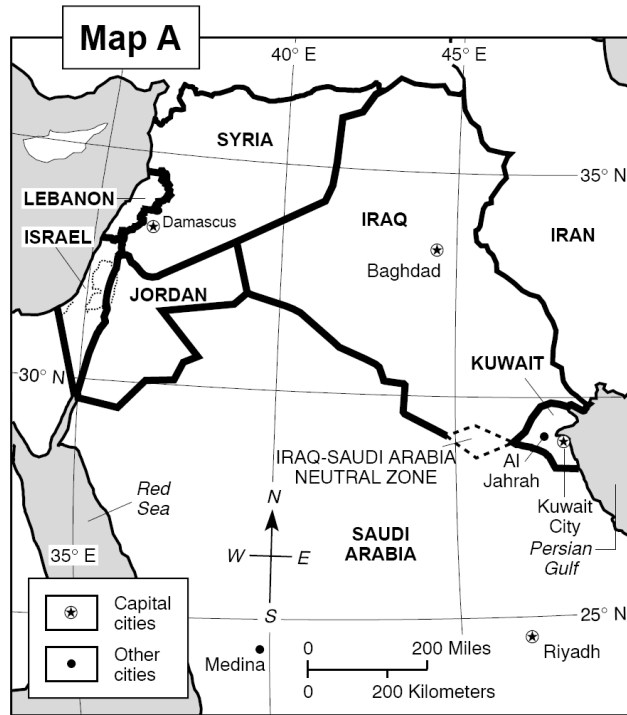 Map A
40° E
45° E
SYRIA
35° N
LEBANON
Damascus
IRAQ
IRAN
ISRAEL
Baghdad
JORDAN
KUWAIT
30° N
IRAQ-SAUDI ARABIA
NEUTRAL ZONE
Al
Jahrah
Kuwait
City
Red
Sea
N
SAUDI
ARABIA
Persian
Gulf
35° E
W
E
S
25° N
Capital
cities
Other
cities
Medina
0
200 Miles
0
200 Kilometers
Riyadh